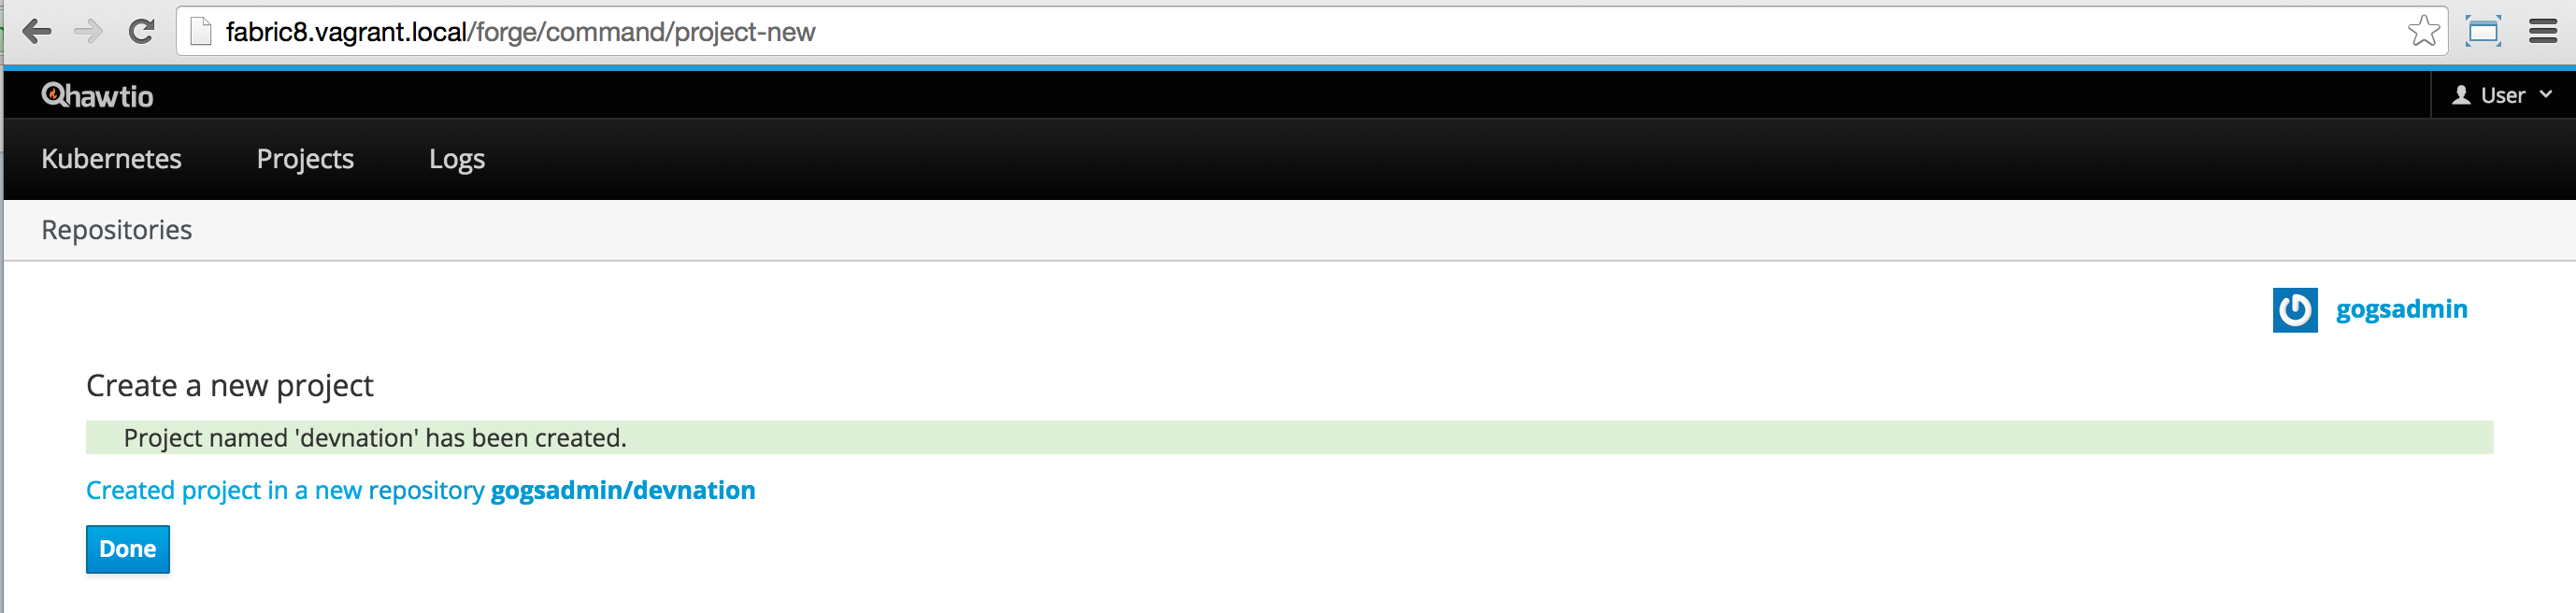 fabric8.vagrant.local/forge/command/project-new
hawtio
User
Kubernetes Projects Logs
Repositories
gogsadmin
Create a new project
Project named 'devnation' has been created.
Created project in a new repository gogsadmin/devnation
Done